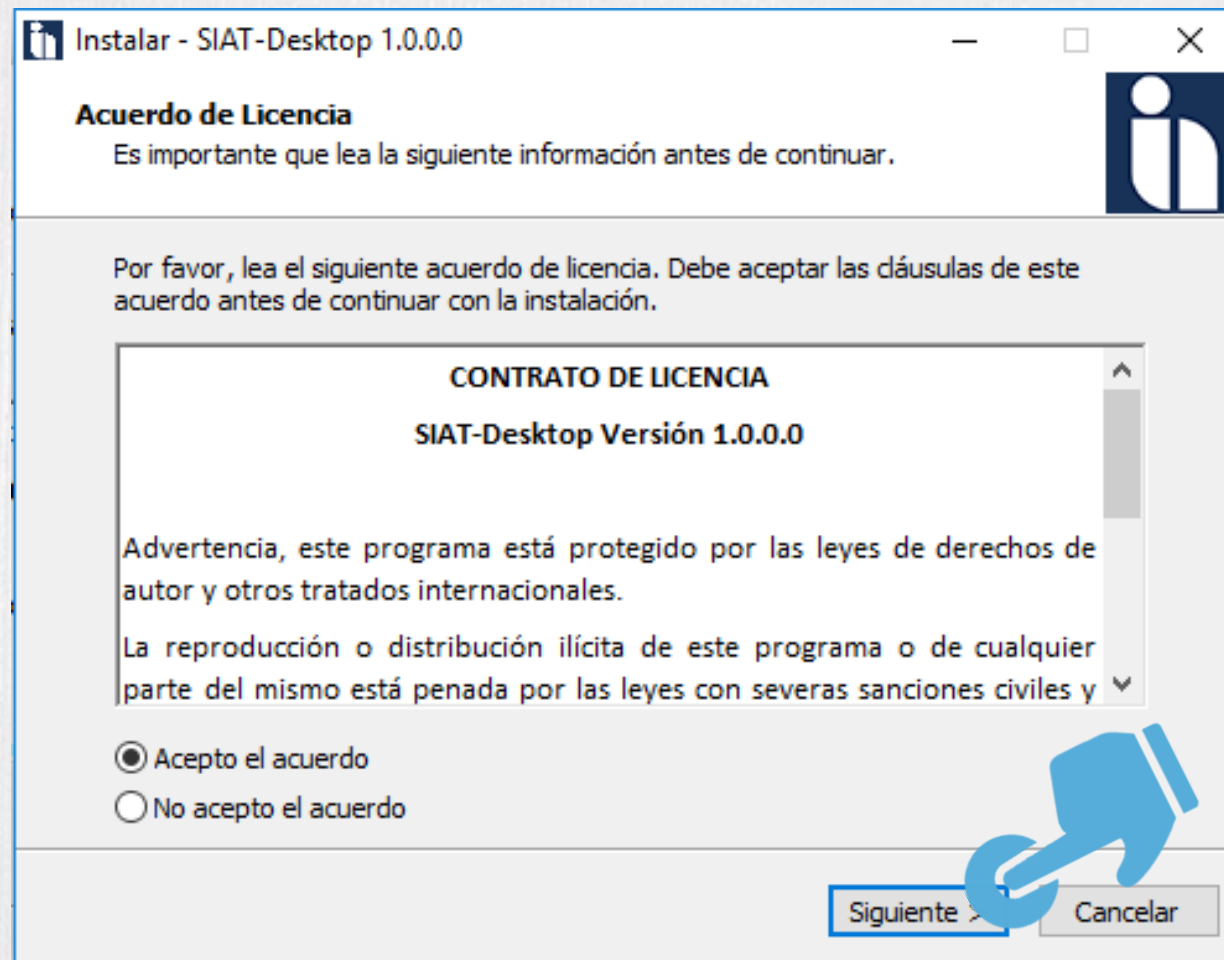 Instalar - SIAT-Desktop 1.0.0.0
Acuerdo de Licencia
Es importante que lea la siguiente información antes de continuar.
in
Por favor, lea el siguiente acuerdo de licencia. Debe aceptar las cláusulas de este
acuerdo antes de continuar con la instalación.
CONTRATO DE LICENCIA
SIAT-Desktop Versión 1.0.0.0
Advertencia, este programa está protegido por las leyes de derechos de
autor y otros tratados internacionales.
La reproducción o distribución ilícita de este programa o de cualquier
parte del mismo está penada por las leyes con severas sanciones civiles y
Acepto el acuerdo
No acepto el acuerdo
Siguiente >
Cancelar